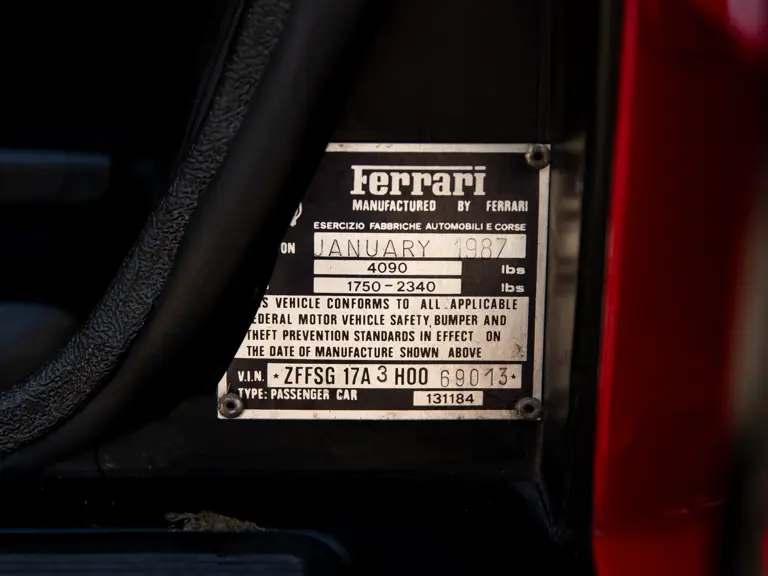 Ferrari
MANUFACTURED BY FERRARI
ESERCIZIO FABBRICHE AUTOMOBILI E CORSE
ON JANUARY 1987
4090 lbs
1750-2340 lbs
VEHICLE CONFORMS TO ALL APPLICABLE
FEDERAL MOTOR VEHICLE SAFETY, BUMPER AND
THEFT PREVENTION STANDARDS IN EFFECT ON
THE DATE OF MANUFACTURE SHOWN ABOVE
V.I.N. *ZFFSG 17A 3 H00 69013*
TYPE: PASSENGER CAR 131184